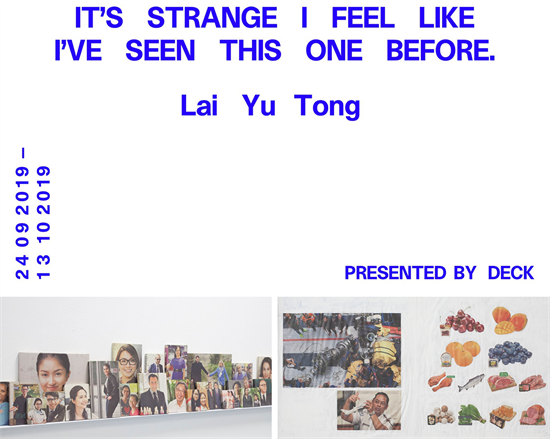 IT'S STRANGE I FEEL LIKE
I'VE SEEN THIS ONE BEFORE.
Lai Yu Tong
24 09 2019 –
13 10 2019
PRESENTED BY DECK